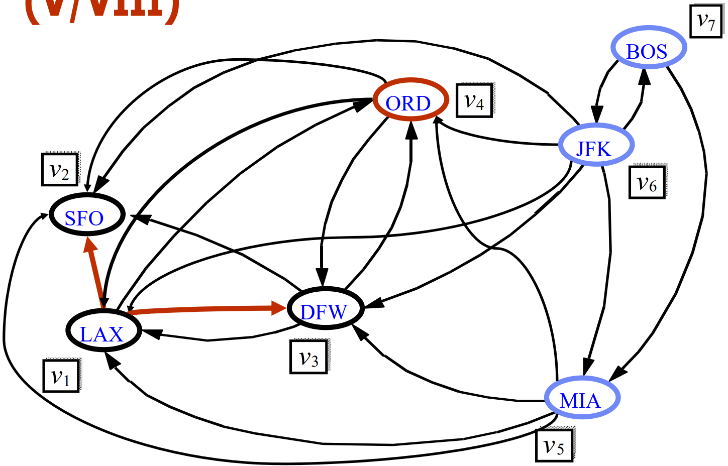 (V/VIII)
v7
BOS
ORD
v4
JFK
v2
v6
SFO
DFW
LAX
v3
v1
MIA
v5